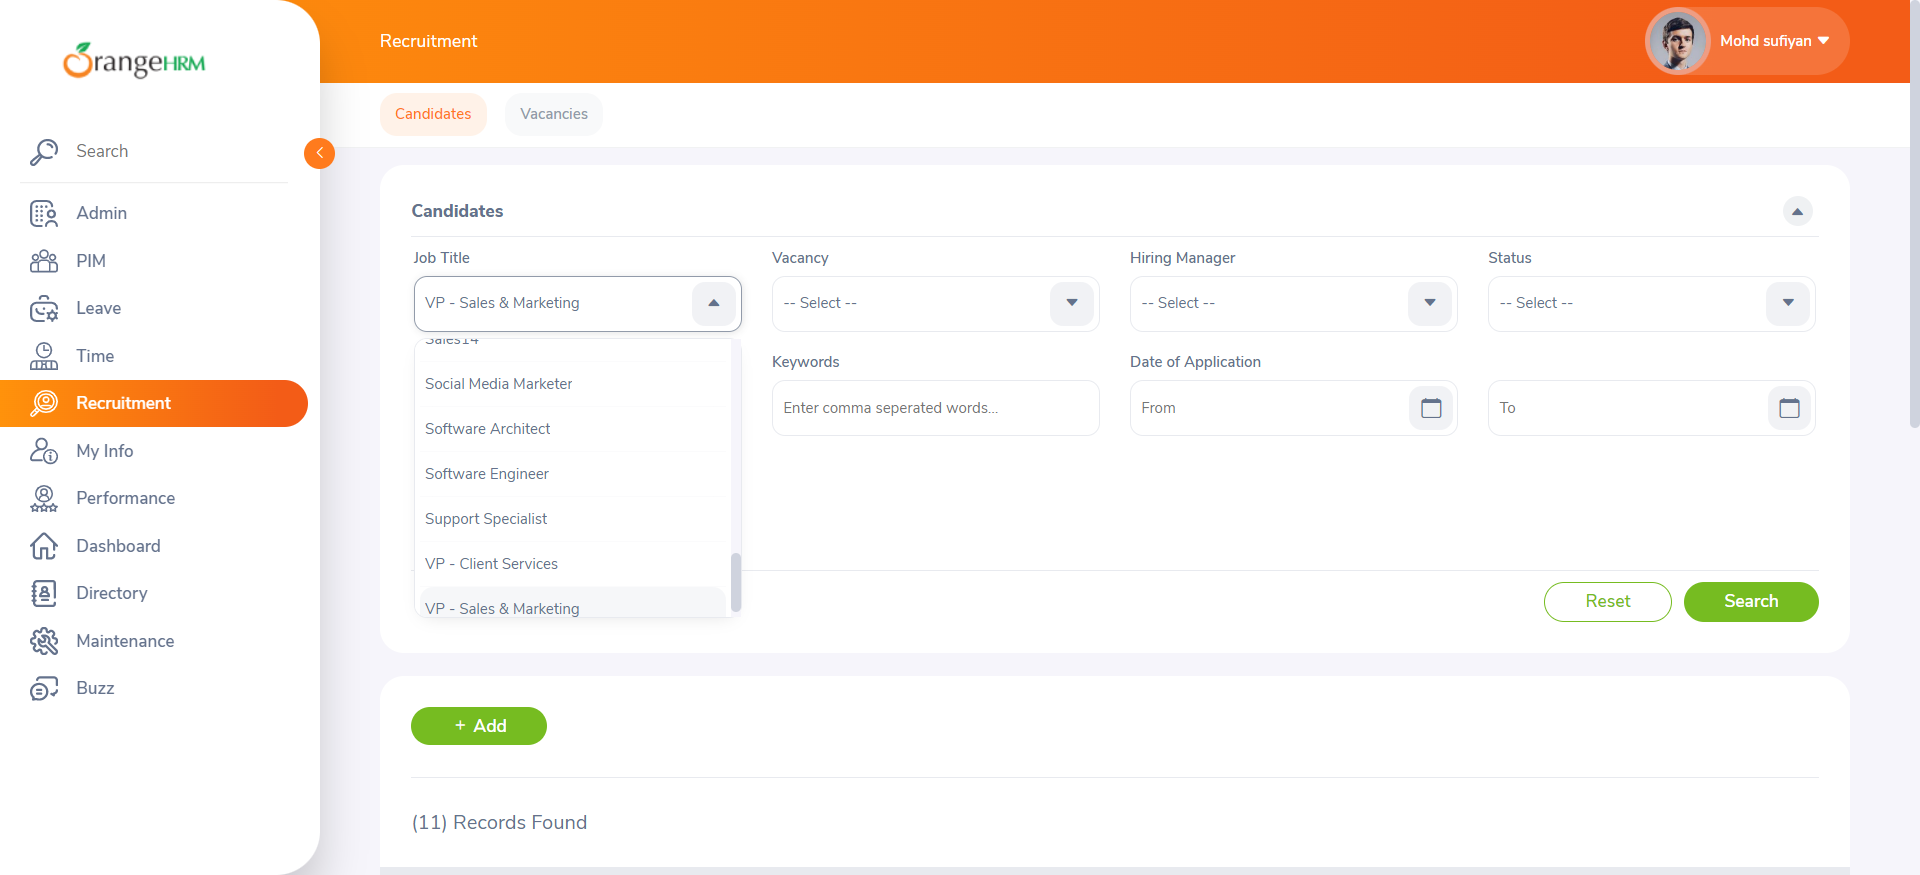 OrangeHRM
Recruitment
Mohd sufiyan
Candidates
Vacancies
Search
Admin
PIM
Leave
Time
Recruitment
My Info
Performance
Dashboard
Directory
Maintenance
Buzz
Candidates
Job Title
Vacancy
Hiring Manager
Status
VP - Sales & Marketing
-- Select --
-- Select --
-- Select --
Sales14
Social Media Marketer
Software Architect
Software Engineer
Support Specialist
VP - Client Services
VP - Sales & Marketing
Keywords
Date of Application
Enter comma seperated words...
From
To
Reset
Search
+ Add
(11) Records Found